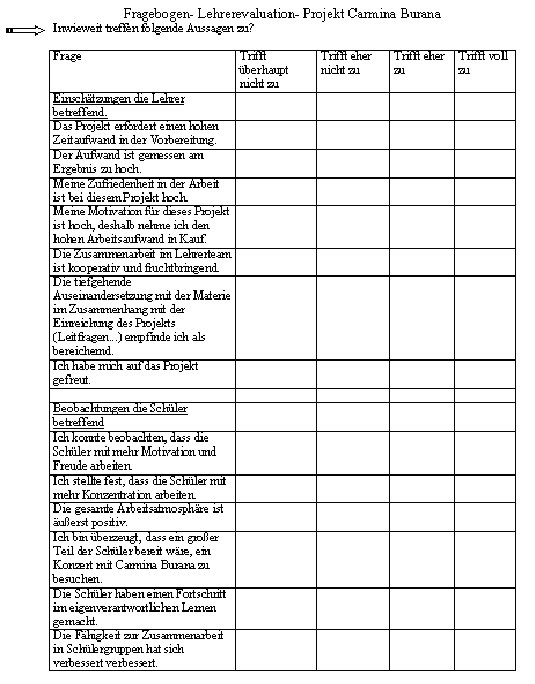 Fragebogen- Lehrerevaluation- Projekt Carmina Burana
Inwieweit treffen folgende Aussagen zu?
Frage
Trifft
überhaupt
nicht zu
Trifft eher
nicht zu
Trifft eher
zu
Trifft voll
zu
Einschätzungen die Lehrer
betreffend.
Das Projekt erfordert einen hohen
Zeitaufwand in der Vorbereitung.
Der Aufwand ist gemessen am
Ergebnis zu hoch.
Meine Zufriedenheit in der Arbeit
ist bei diesem Projekt hoch.
Meine Motivation für dieses Projekt
ist hoch, deshalb nehme ich den
hohen Arbeitsaufwand in Kauf.
Die Zusammenarbeit im Lehrerteam
ist kooperativ und fruchtbringend.
Die tiefgehende
Auseinandersetzung mit der Materie
im Zusammenhang mit der
Einreichung des Projekts
(Leitfragen...) empfinde ich als
bereichernd.
Ich habe mich auf das Projekt
gefreut.
Beobachtungen die Schüler
betreffend
Ich konnte beobachten, dass die
Schüler mit mehr Motivation und
Freude arbeiten.
Ich stellte fest, dass die Schüler mit
mehr Konzentration arbeiten.
Die gesamte Arbeitsatmosphäre ist
äußerst positiv.
Ich bin überzeugt, dass ein großer
Teil der Schüler bereit wäre, ein
Konzert mit Carmina Burana zu
besuchen.
Die Schüler haben einen Fortschritt
im eigenverantwortlichen Lernen
gemacht.
Die Fähigkeit zur Zusammenarbeit
in Schülergruppen hat sich
verbessert verbessert.